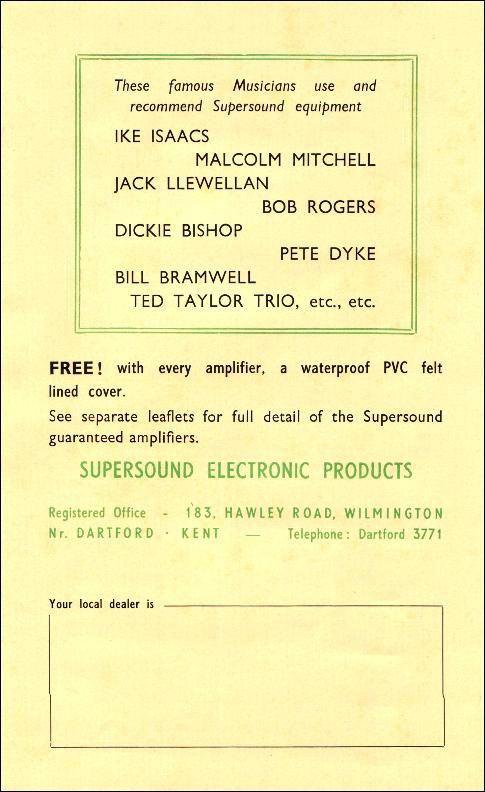 These famous Musicians use and
recommend Supersound equipment
IKE ISAACS
MALCOLM MITCHELL
JACK LLEWELLAN
BOB ROGERS
DICKIE BISHOP
PETE DYKE
BILL BRAMWELL
TED TAYLOR TRIO, etc., etc.
FREE! with every amplifier, a waterproof PVC felt
lined cover.
See separate leaflets for full detail of the Supersound
guaranteed amplifiers.
SUPERSOUND ELECTRONIC PRODUCTS
Registered Office - 183, HAWLEY ROAD, WILMINGTON
Nr. DARTFORD · KENT — Telephone: Dartford 3771
Your local dealer is